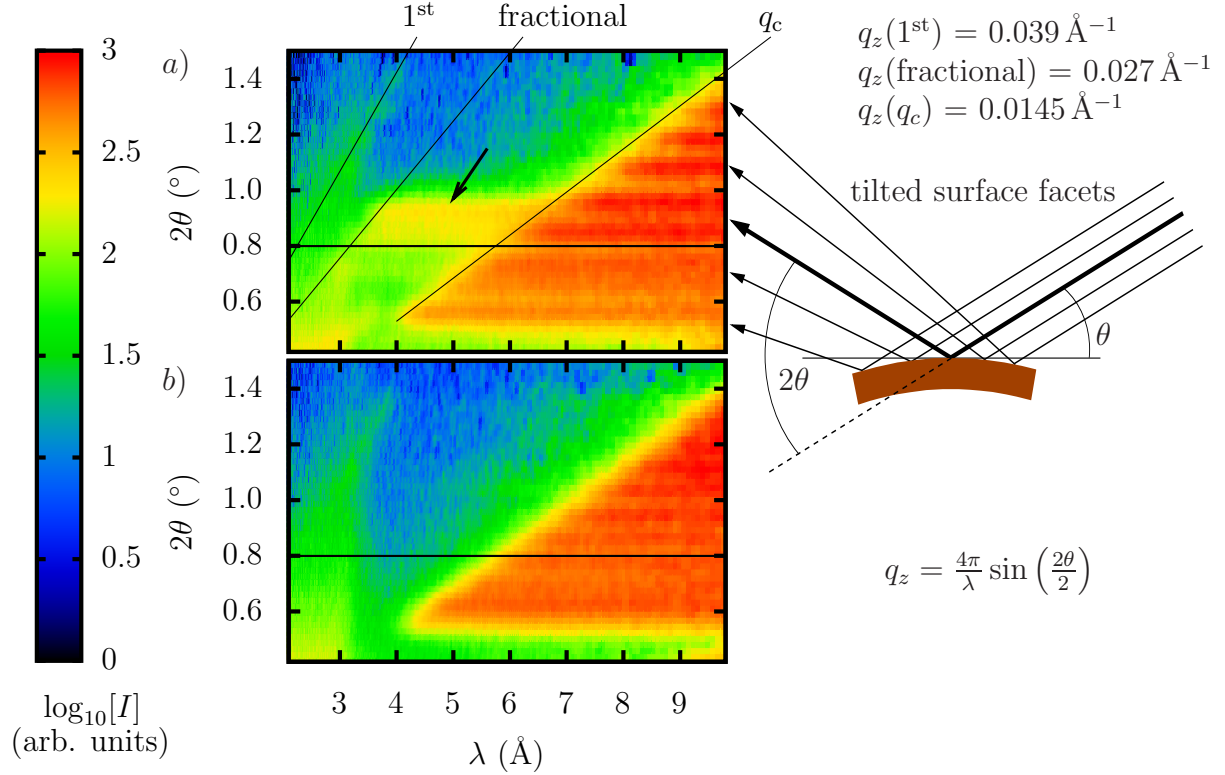 1st fractional qc
qz(1st) = 0.039 Å−1
qz(fractional) = 0.027 Å−1
qz(qc) = 0.0145 Å−1
3
2.5
2
1.5
1
0.5
0
log10[I]
(arb. units)
a)
1.4
1.2
1.0
0.8
0.6
2θ (°)
b)
1.4
1.2
1.0
0.8
0.6
2θ (°)
3 4 5 6 7 8 9
λ (Å)
tilted surface facets
θ
2θ
qz = 4π/λ sin (2θ/2)